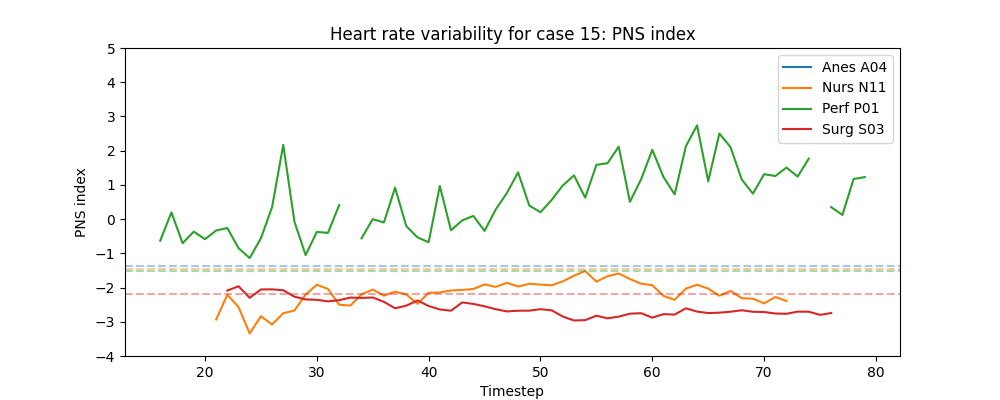 Heart rate variability for case 15: PNS index
5
4
3
2
1
0
−1
−2
−3
−4
PNS index
Anes A04
Nurs N11
Perf P01
Surg S03
20 30 40 50 60 70 80
Timestep